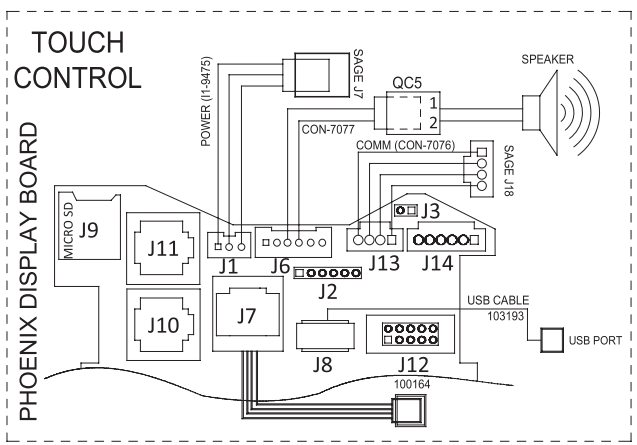 TOUCH
CONTROL
PHOENIX DISPLAY BOARD
POWER (I1-9475)
SAGE J7
QC5
1
2
SPEAKER
CON-7077
COMM (CON-7076)
SAGE J18
MICRO SD
J9
J11
J1
J6
J3
J13
J14
J2
J10
J7
J8
J12
USB CABLE
103193
USB PORT
100164